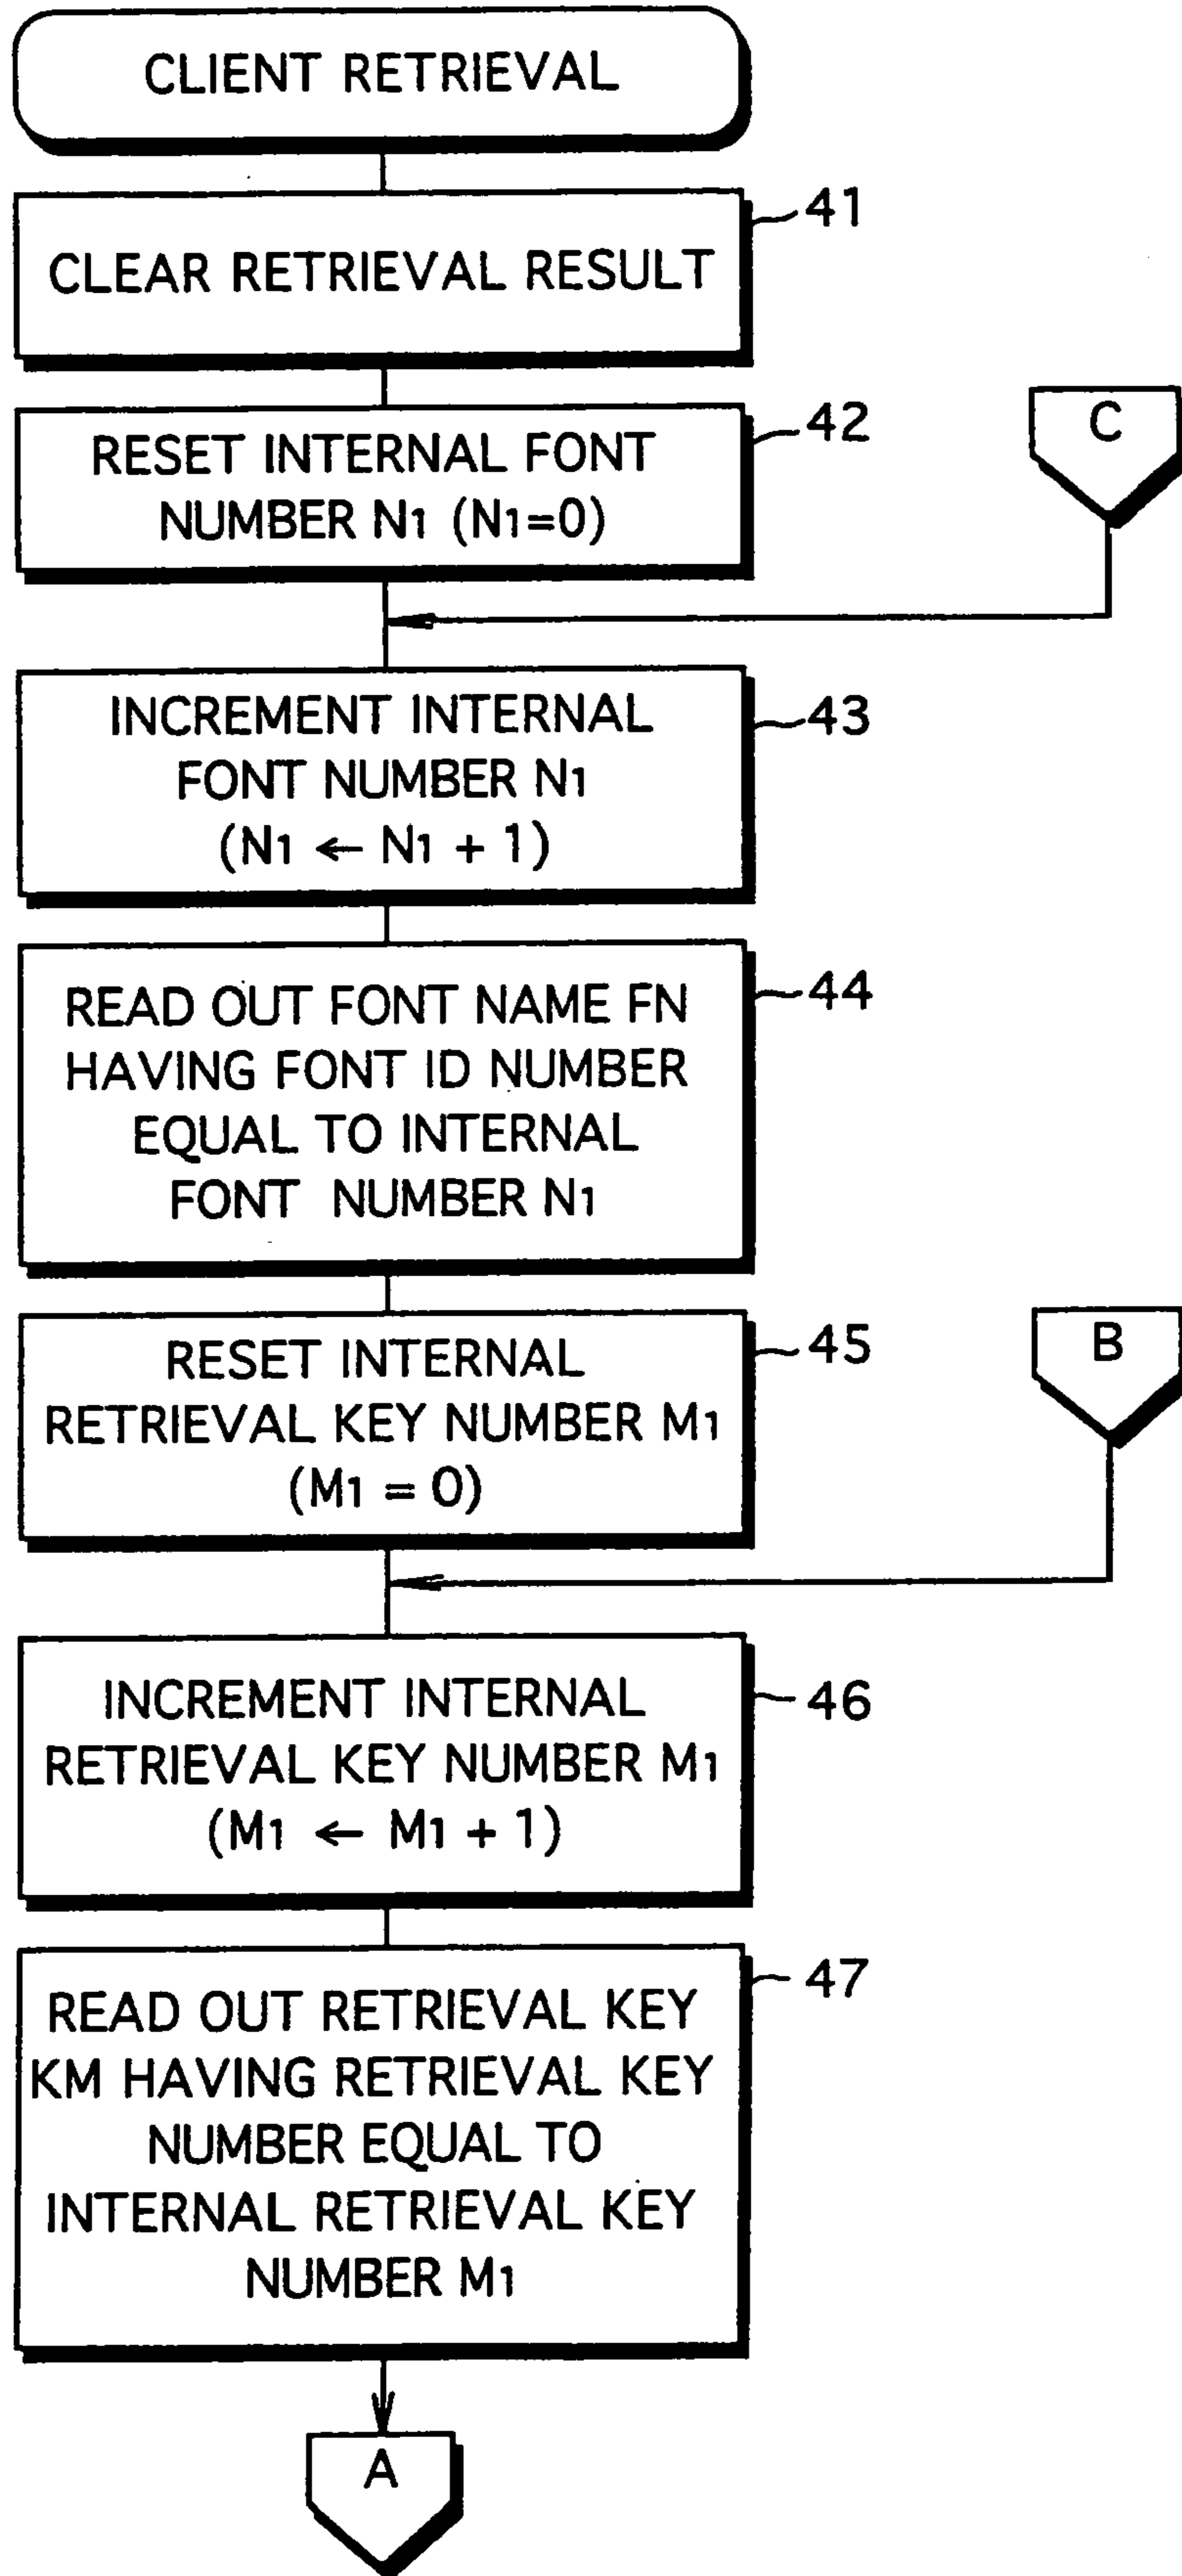 CLIENT RETRIEVAL
41
CLEAR RETRIEVAL RESULT
42
RESET INTERNAL FONT
NUMBER N1 (N1=0)
C
43
INCREMENT INTERNAL
FONT NUMBER N1
(N1 ← N1 + 1)
44
READ OUT FONT NAME FN
HAVING FONT ID NUMBER
EQUAL TO INTERNAL
FONT NUMBER N1
45
RESET INTERNAL
RETRIEVAL KEY NUMBER M1
(M1 = 0)
B
46
INCREMENT INTERNAL
RETRIEVAL KEY NUMBER M1
(M1 ← M1 + 1)
47
READ OUT RETRIEVAL KEY
KM HAVING RETRIEVAL KEY
NUMBER EQUAL TO
INTERNAL RETRIEVAL KEY
NUMBER M1
A